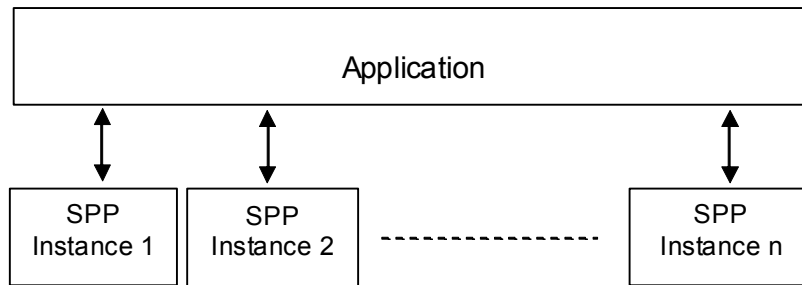 Application
SPP
Instance 1
SPP
Instance 2
SPP
Instance n